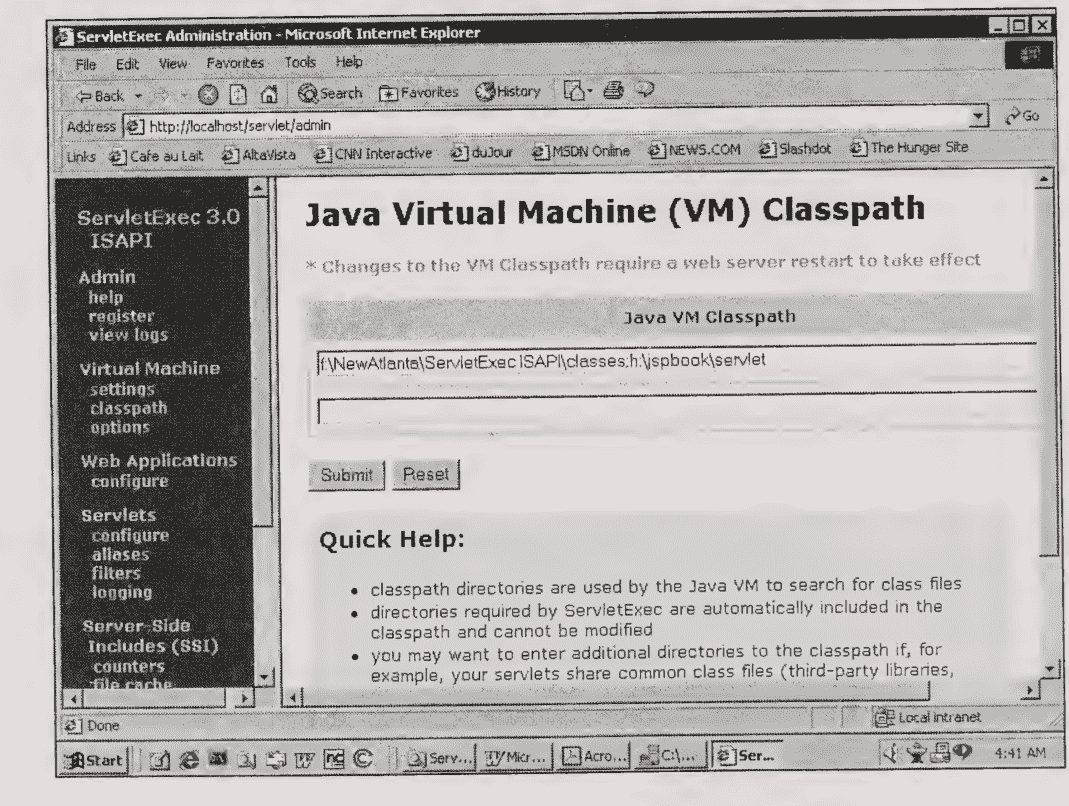 ServletExec Administration - Microsoft Internet Explorer
File Edit View Favorites Tools Help
Back Search Favorites History
Address http://localhost/servlet/admin Go
Links Cafe au Lait AltaVista CNN Interactive duJour MSDN Online NEWS.COM Slashdot The Hunger Site
ServletExec 3.0
ISAPI
Admin
help
register
view logs
Virtual Machine
settings
classpath
options
Web Applications
configure
Servlets
configure
aliases
filters
logging
Server-Side
Includes (SSI)
counters
file cache
Java Virtual Machine (VM) Classpath
* Changes to the VM Classpath require a web server restart to take effect
Java VM Classpath
f:\NewAtlanta\ServletExec ISAPI\classes;h:\jspbook\servlet
Submit Reset
Quick Help:
• classpath directories are used by the Java VM to search for class files
• directories required by ServletExec are automatically included in the
classpath and cannot be modified
• you may want to enter additional directories to the classpath if, for
example, your servlets share common class files (third-party libraries,
Done Local intranet
Start Serv... Micr... Acro... C:\... Ser... 4:41 AM